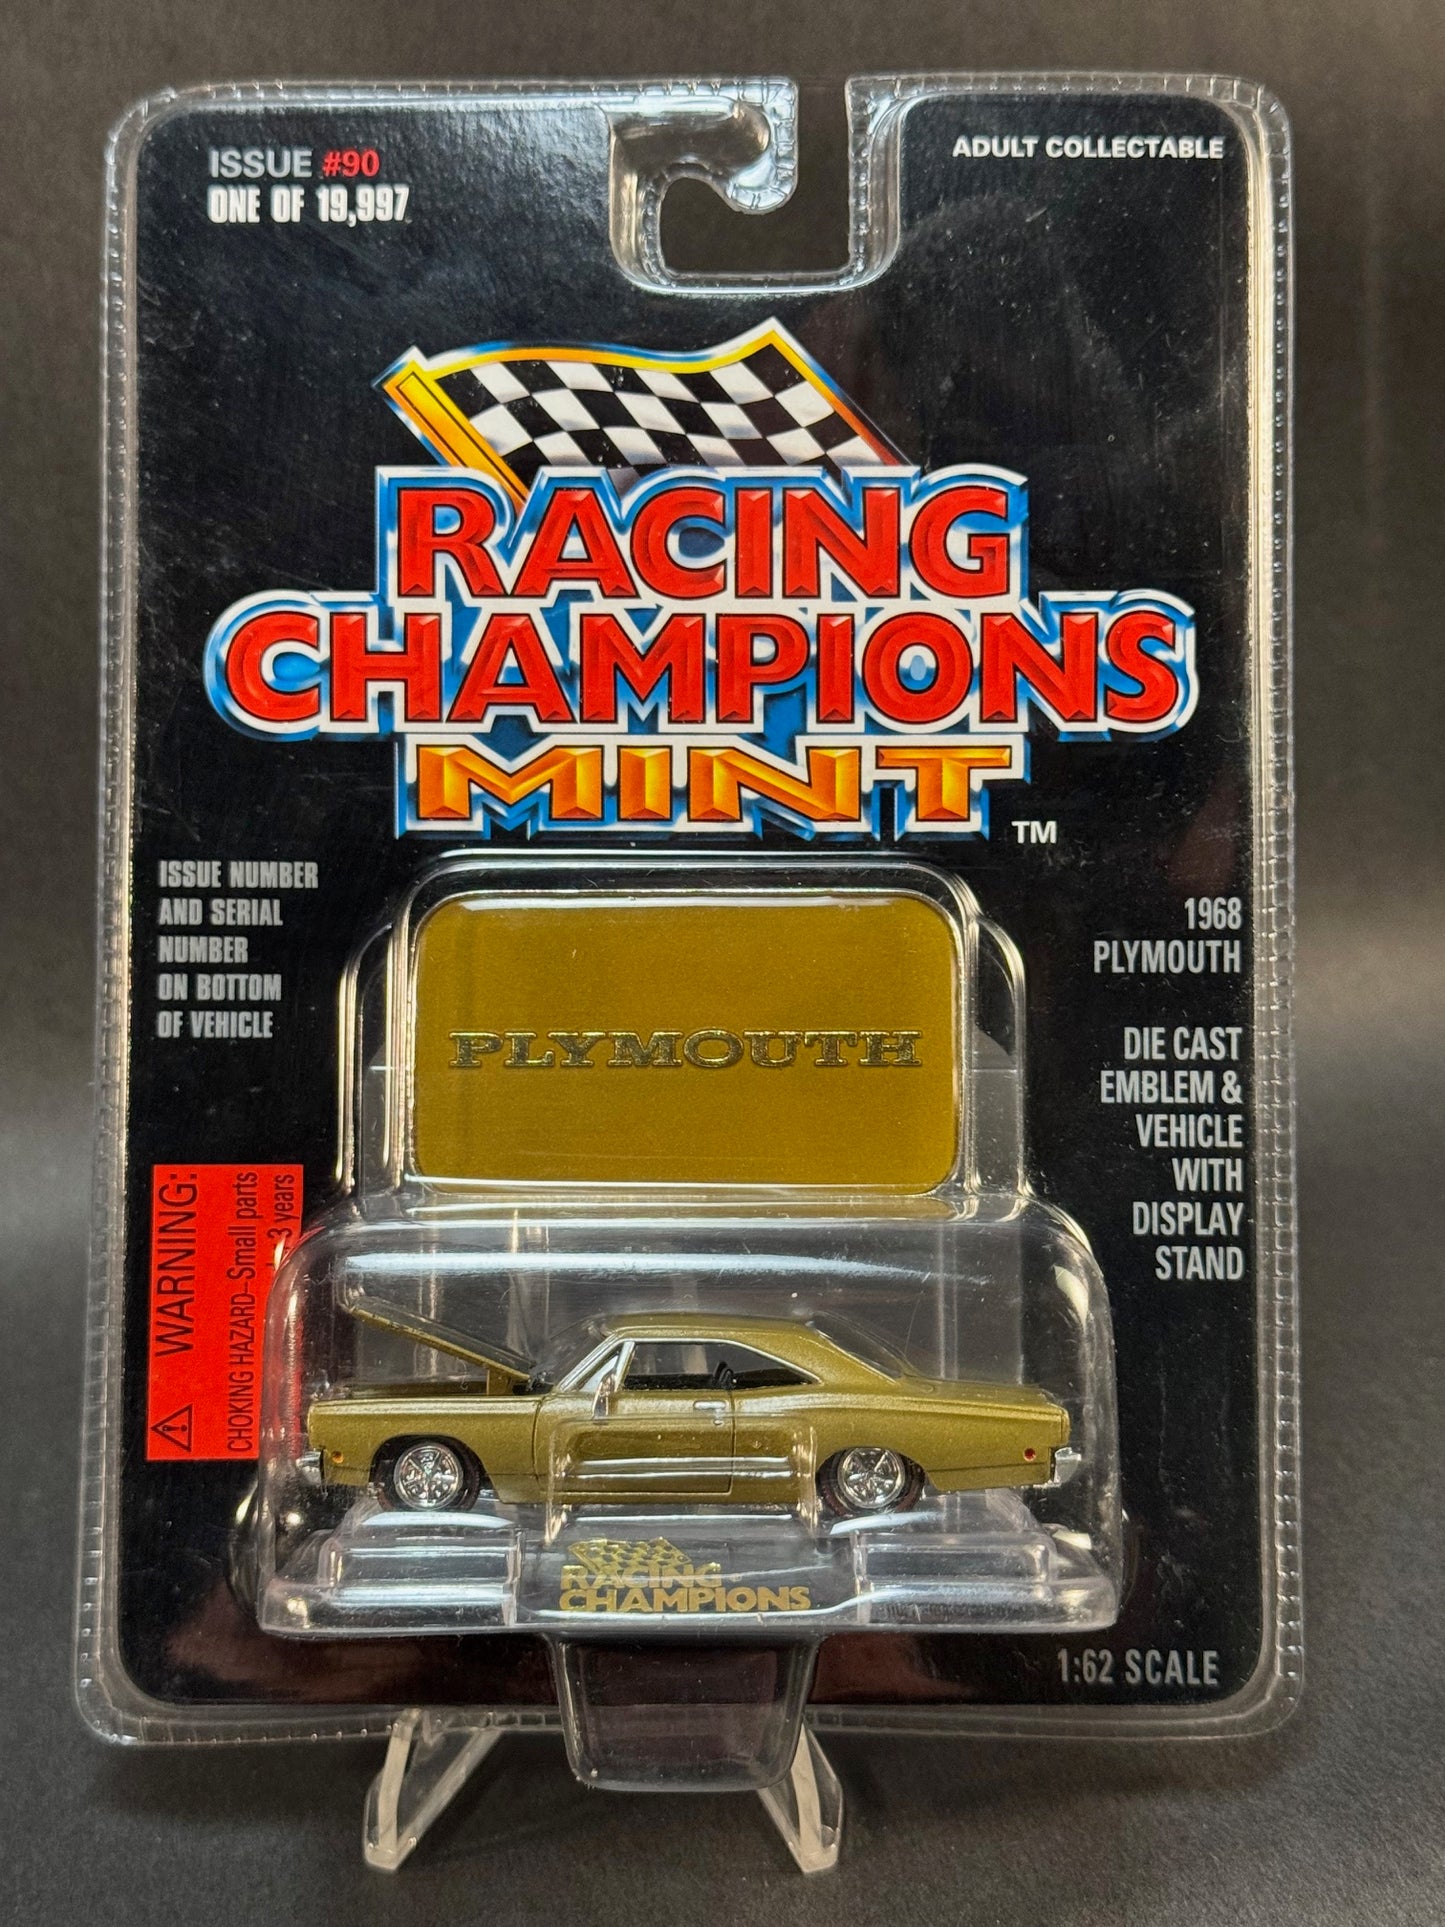 ISSUE #90
ONE OF 19,997
ADULT COLLECTABLE
RACING
CHAMPIONS
MINT TM
ISSUE NUMBER
AND SERIAL
NUMBER
ON BOTTOM
OF VEHICLE
1968
PLYMOUTH
DIE CAST
EMBLEM &
VEHICLE
WITH
DISPLAY
STAND
PLYMOUTH
WARNING:
CHOKING HAZARD–Small parts
3 years
RACING
CHAMPIONS
1:62 SCALE